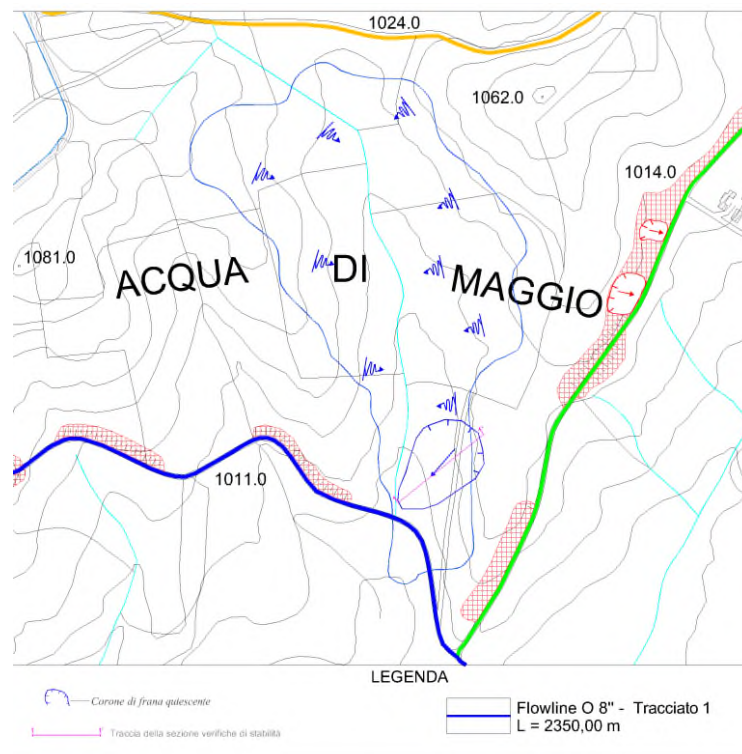 1024.0
1062.0
1014.0
1081.0
ACQUA DI MAGGIO
1011.0
LEGENDA
Corone di frana quiescente
Traccia della sezione verifiche di stabilità
Flowline O 8" - Tracciato 1
L = 2350,00 m